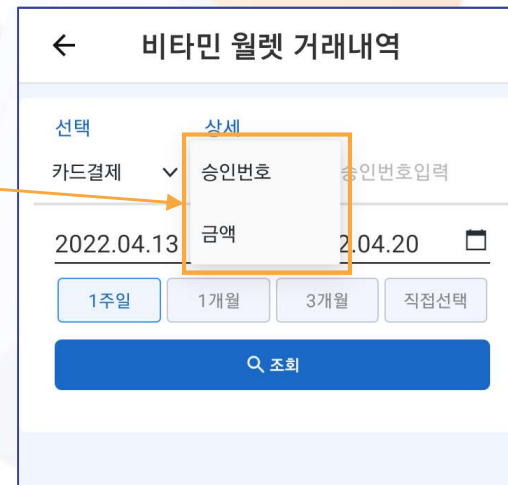 비타민 월렛 거래내역
선택 상세
카드결제 승인번호 승인번호입력
금액
2022.04.13 2.04.20
1주일 1개월 3개월 직접선택
조회